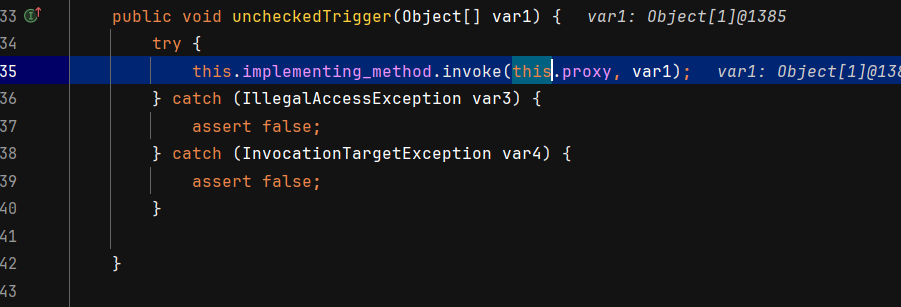 33 public void uncheckedTrigger(Object[] var1) { var1: Object[1]@1385
34 try {
35 this.implementing_method.invoke(this.proxy, var1); var1: Object[1]@138
36 } catch (IllegalAccessException var3) {
37 assert false;
38 } catch (InvocationTargetException var4) {
39 assert false;
40 }
41
42 }
43